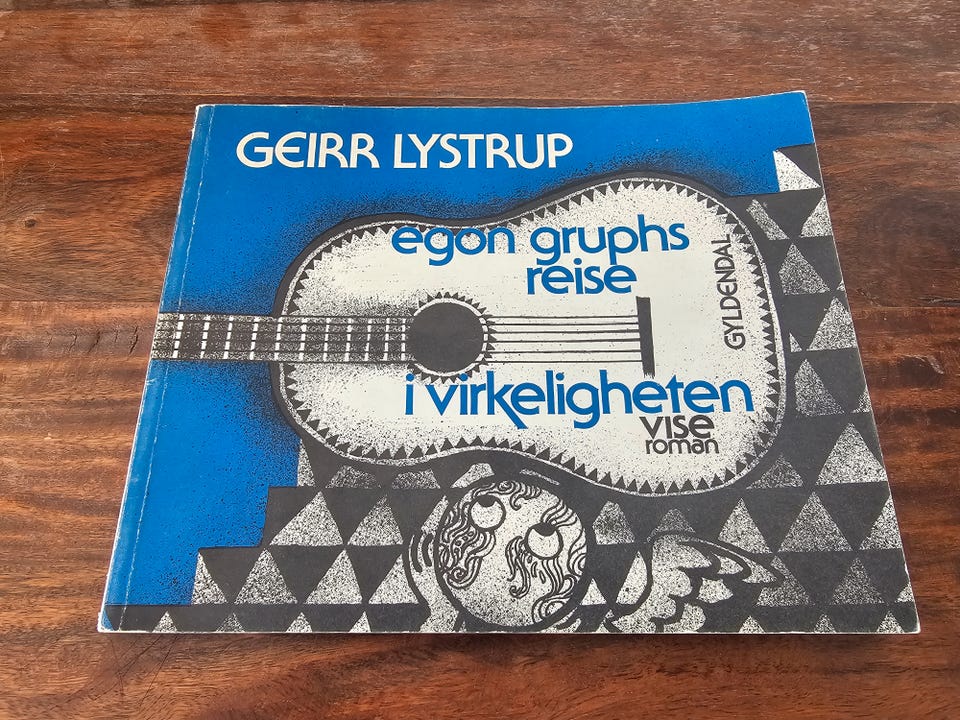 GEIRR LYSTRUP
egon gruphs
reise
GYLDENDAL
i virkeligheten
vise
roman